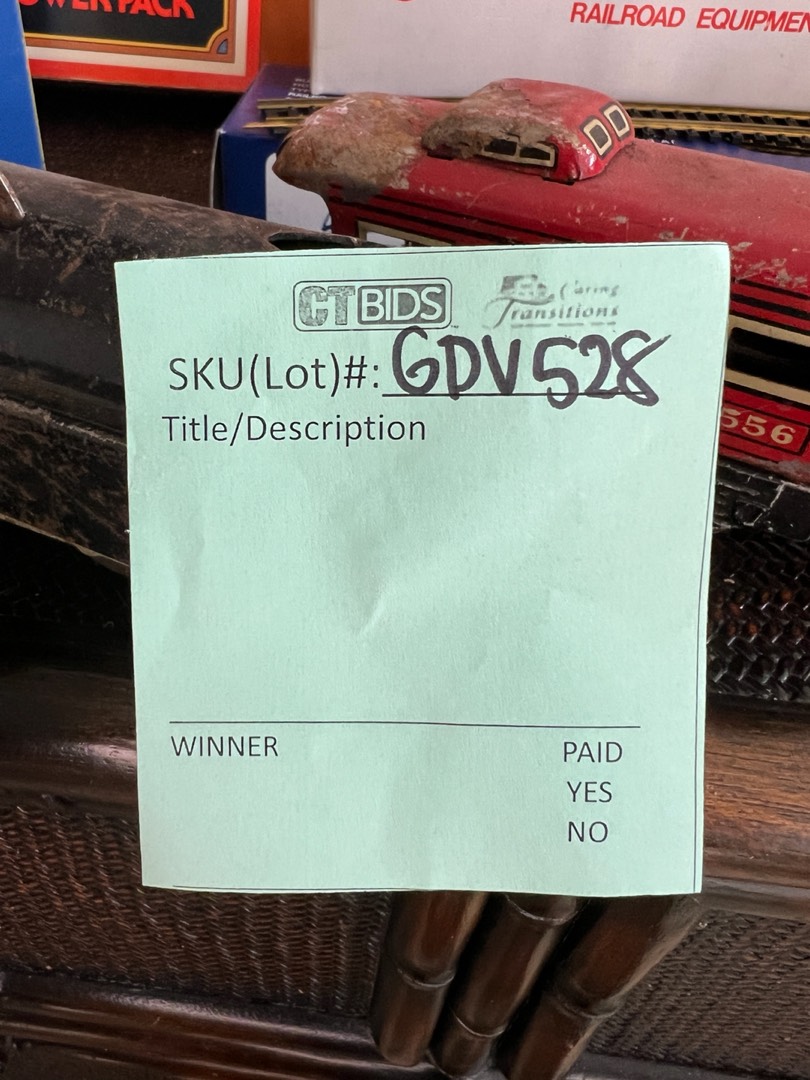 POWER PACK
RAILROAD EQUIPMEN
CTBIDS
Caring
Transitions
SKU(Lot)#: GDV528
Title/Description
556
WINNER
PAID
YES
NO